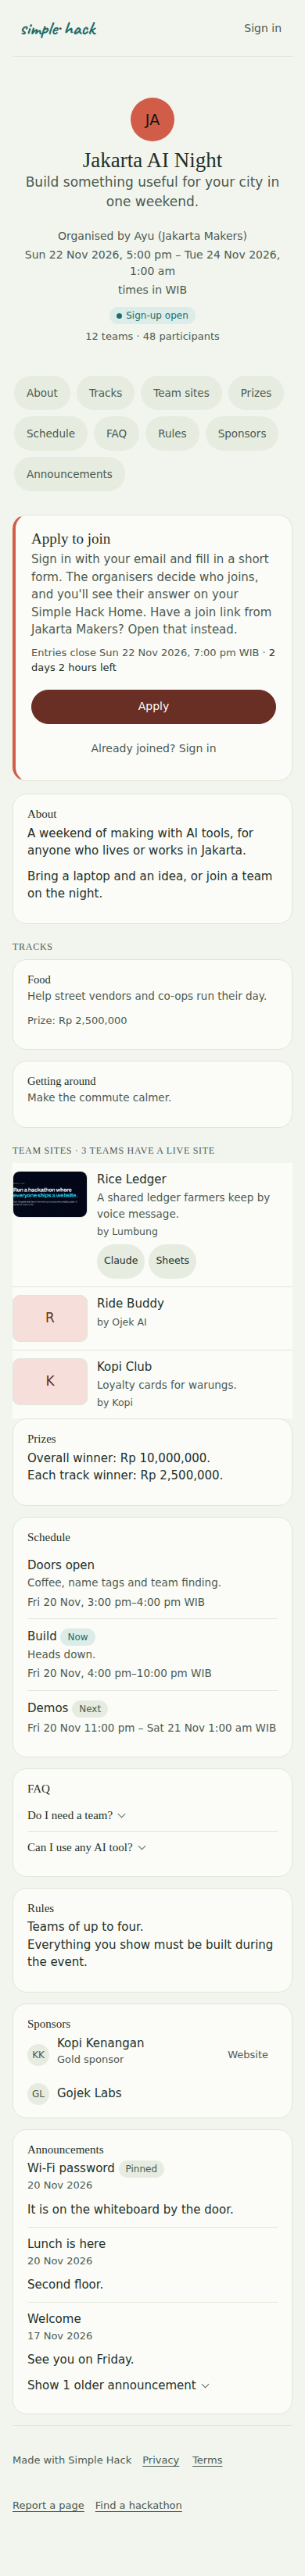 simple hack
Sign in
JA
Jakarta AI Night
Build something useful for your city in
one weekend.
Organised by Ayu (Jakarta Makers)
Sun 22 Nov 2026, 5:00 pm – Tue 24 Nov 2026,
1:00 am
times in WIB
Sign-up open
12 teams · 48 participants
About
Tracks
Team sites
Prizes
Schedule
FAQ
Rules
Sponsors
Announcements
Apply to join
Sign in with your email and fill in a short
form. The organisers decide who joins,
and you'll see their answer on your
Simple Hack Home. Have a join link from
Jakarta Makers? Open that instead.
Entries close Sun 22 Nov 2026, 7:00 pm WIB · 2
days 2 hours left
Apply
Already joined? Sign in
About
A weekend of making with AI tools, for
anyone who lives or works in Jakarta.
Bring a laptop and an idea, or join a team
on the night.
TRACKS
Food
Help street vendors and co-ops run their day.
Prize: Rp 2,500,000
Getting around
Make the commute calmer.
TEAM SITES · 3 TEAMS HAVE A LIVE SITE
Run a hackathon where
everyone ships a website.
Rice Ledger
A shared ledger farmers keep by
voice message.
by Lumbung
Claude
Sheets
R
Ride Buddy
by Ojek AI
K
Kopi Club
Loyalty cards for warungs.
by Kopi
Prizes
Overall winner: Rp 10,000,000.
Each track winner: Rp 2,500,000.
Schedule
Doors open
Coffee, name tags and team finding.
Fri 20 Nov, 3:00 pm–4:00 pm WIB
Build Now
Heads down.
Fri 20 Nov, 4:00 pm–10:00 pm WIB
Demos Next
Fri 20 Nov 11:00 pm – Sat 21 Nov 1:00 am WIB
FAQ
Do I need a team?
Can I use any AI tool?
Rules
Teams of up to four.
Everything you show must be built during
the event.
Sponsors
KK
Kopi Kenangan
Gold sponsor
Website
GL
Gojek Labs
Announcements
Wi-Fi password Pinned
20 Nov 2026
It is on the whiteboard by the door.
Lunch is here
20 Nov 2026
Second floor.
Welcome
17 Nov 2026
See you on Friday.
Show 1 older announcement
Made with Simple Hack Privacy Terms
Report a page Find a hackathon